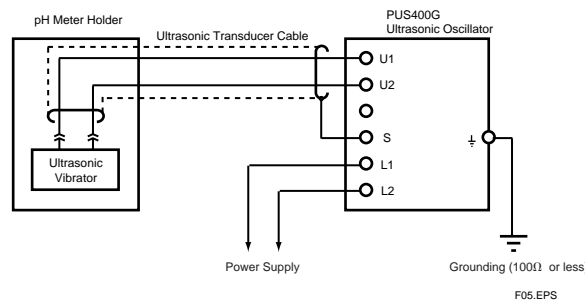 pH Meter Holder
Ultrasonic Transducer Cable
PUS400G
Ultrasonic Oscillator
U1
U2
S
L1
L2
Ultrasonic
Vibrator
Power Supply
Grounding (100Ω or less
F05.EPS